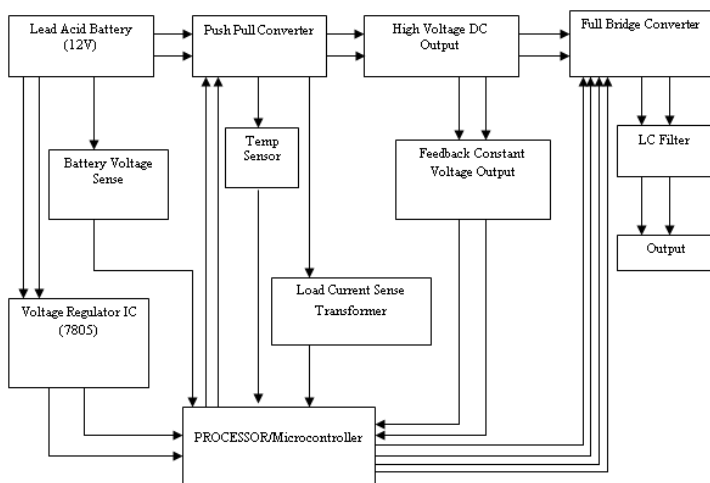 Lead Acid Battery
(12V)
Push Pull Converter
High Voltage DC
Output
Full Bridge Converter
Temp
Sensor
Battery Voltage
Sense
Feedback Constant
Voltage Output
LC Filter
Output
Voltage Regulator IC
(7805)
Load Current Sense
Transformer
PROCESSOR/Microcontroller